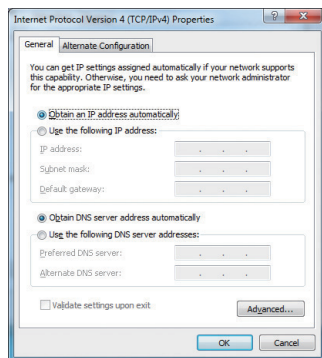 Internet Protocol Version 4 (TCP/IPv4) Properties
General
Alternate Configuration
You can get IP settings assigned automatically if your network supports
this capability. Otherwise, you need to ask your network administrator
for the appropriate IP settings.
Obtain an IP address automatically
Use the following IP address:
IP address:
Subnet mask:
Default gateway:
Obtain DNS server address automatically
Use the following DNS server addresses:
Preferred DNS server:
Alternate DNS server:
Validate settings upon exit
Advanced...
OK
Cancel